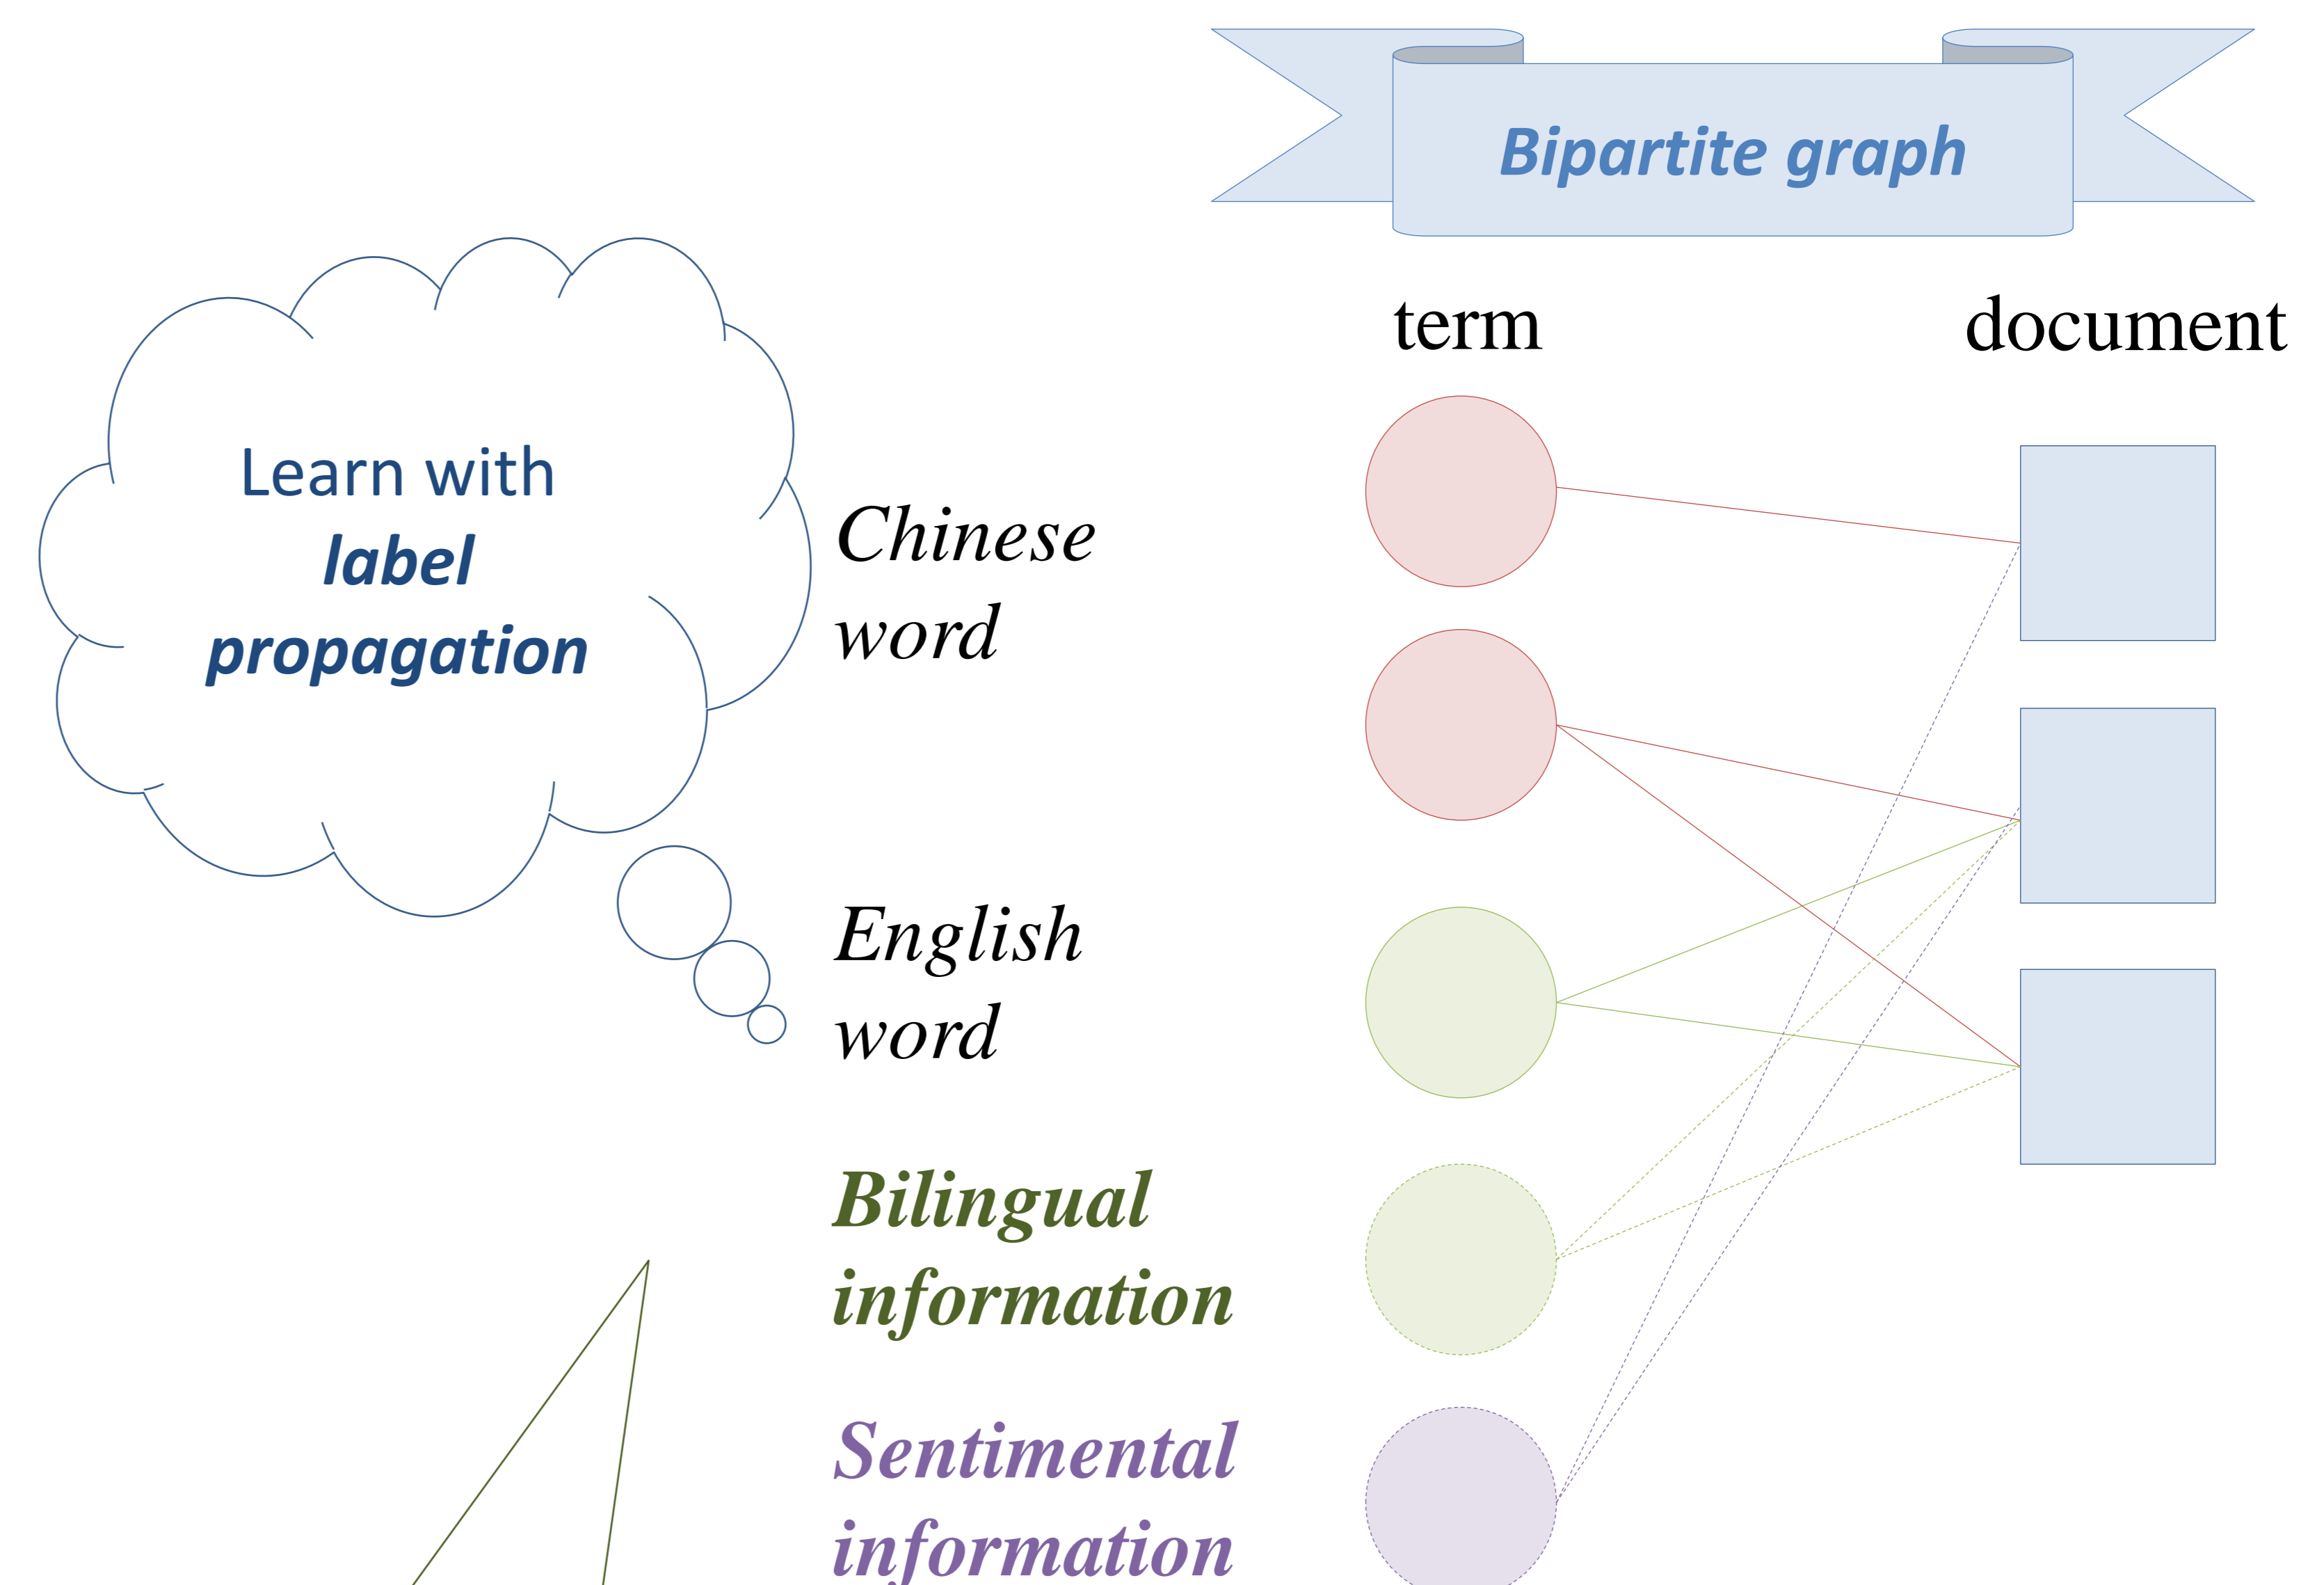 Bipartite graph
term
document
Learn with
label
propagation
Chinese
word
English
word
Bilingual
information
Sentimental
information